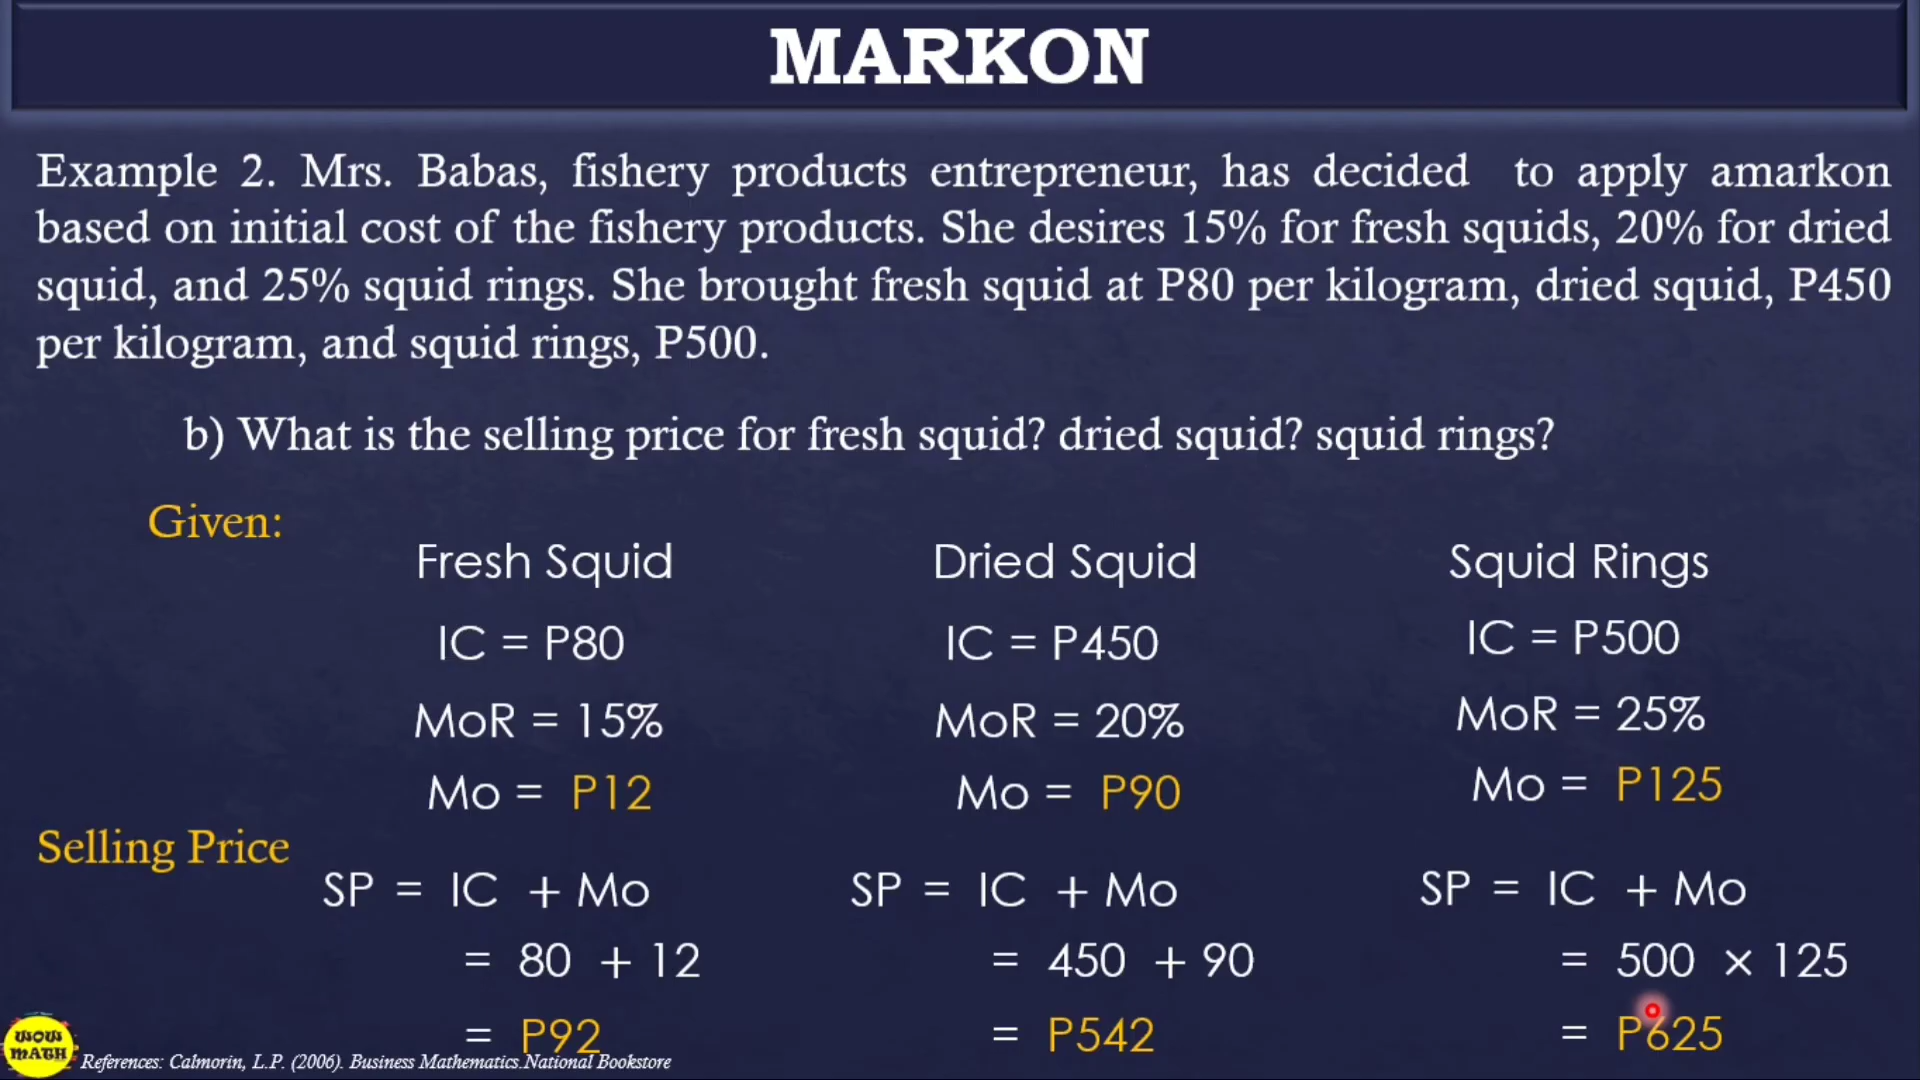 MARKON
Example 2. Mrs. Babas, fishery products entrepreneur, has decided to apply amarkon
based on initial cost of the fishery products. She desires 15% for fresh squids, 20% for dried
squid, and 25% squid rings. She brought fresh squid at P80 per kilogram, dried squid, P450
per kilogram, and squid rings, P500.
b) What is the selling price for fresh squid? dried squid? squid rings?
Given:
Fresh Squid Dried Squid Squid Rings
IC = P80 IC = P450 IC = P500
MoR = 15% MoR = 20% MoR = 25%
Mo = P12 Mo = P90 Mo = P125
Selling Price
SP = IC + Mo SP = IC + Mo SP = IC + Mo
= 80 + 12 = 450 + 90 = 500 × 125
= P92 = P542 = P625
WOW
MATH
References: Calmorin, L.P. (2006). Business Mathematics.National Bookstore